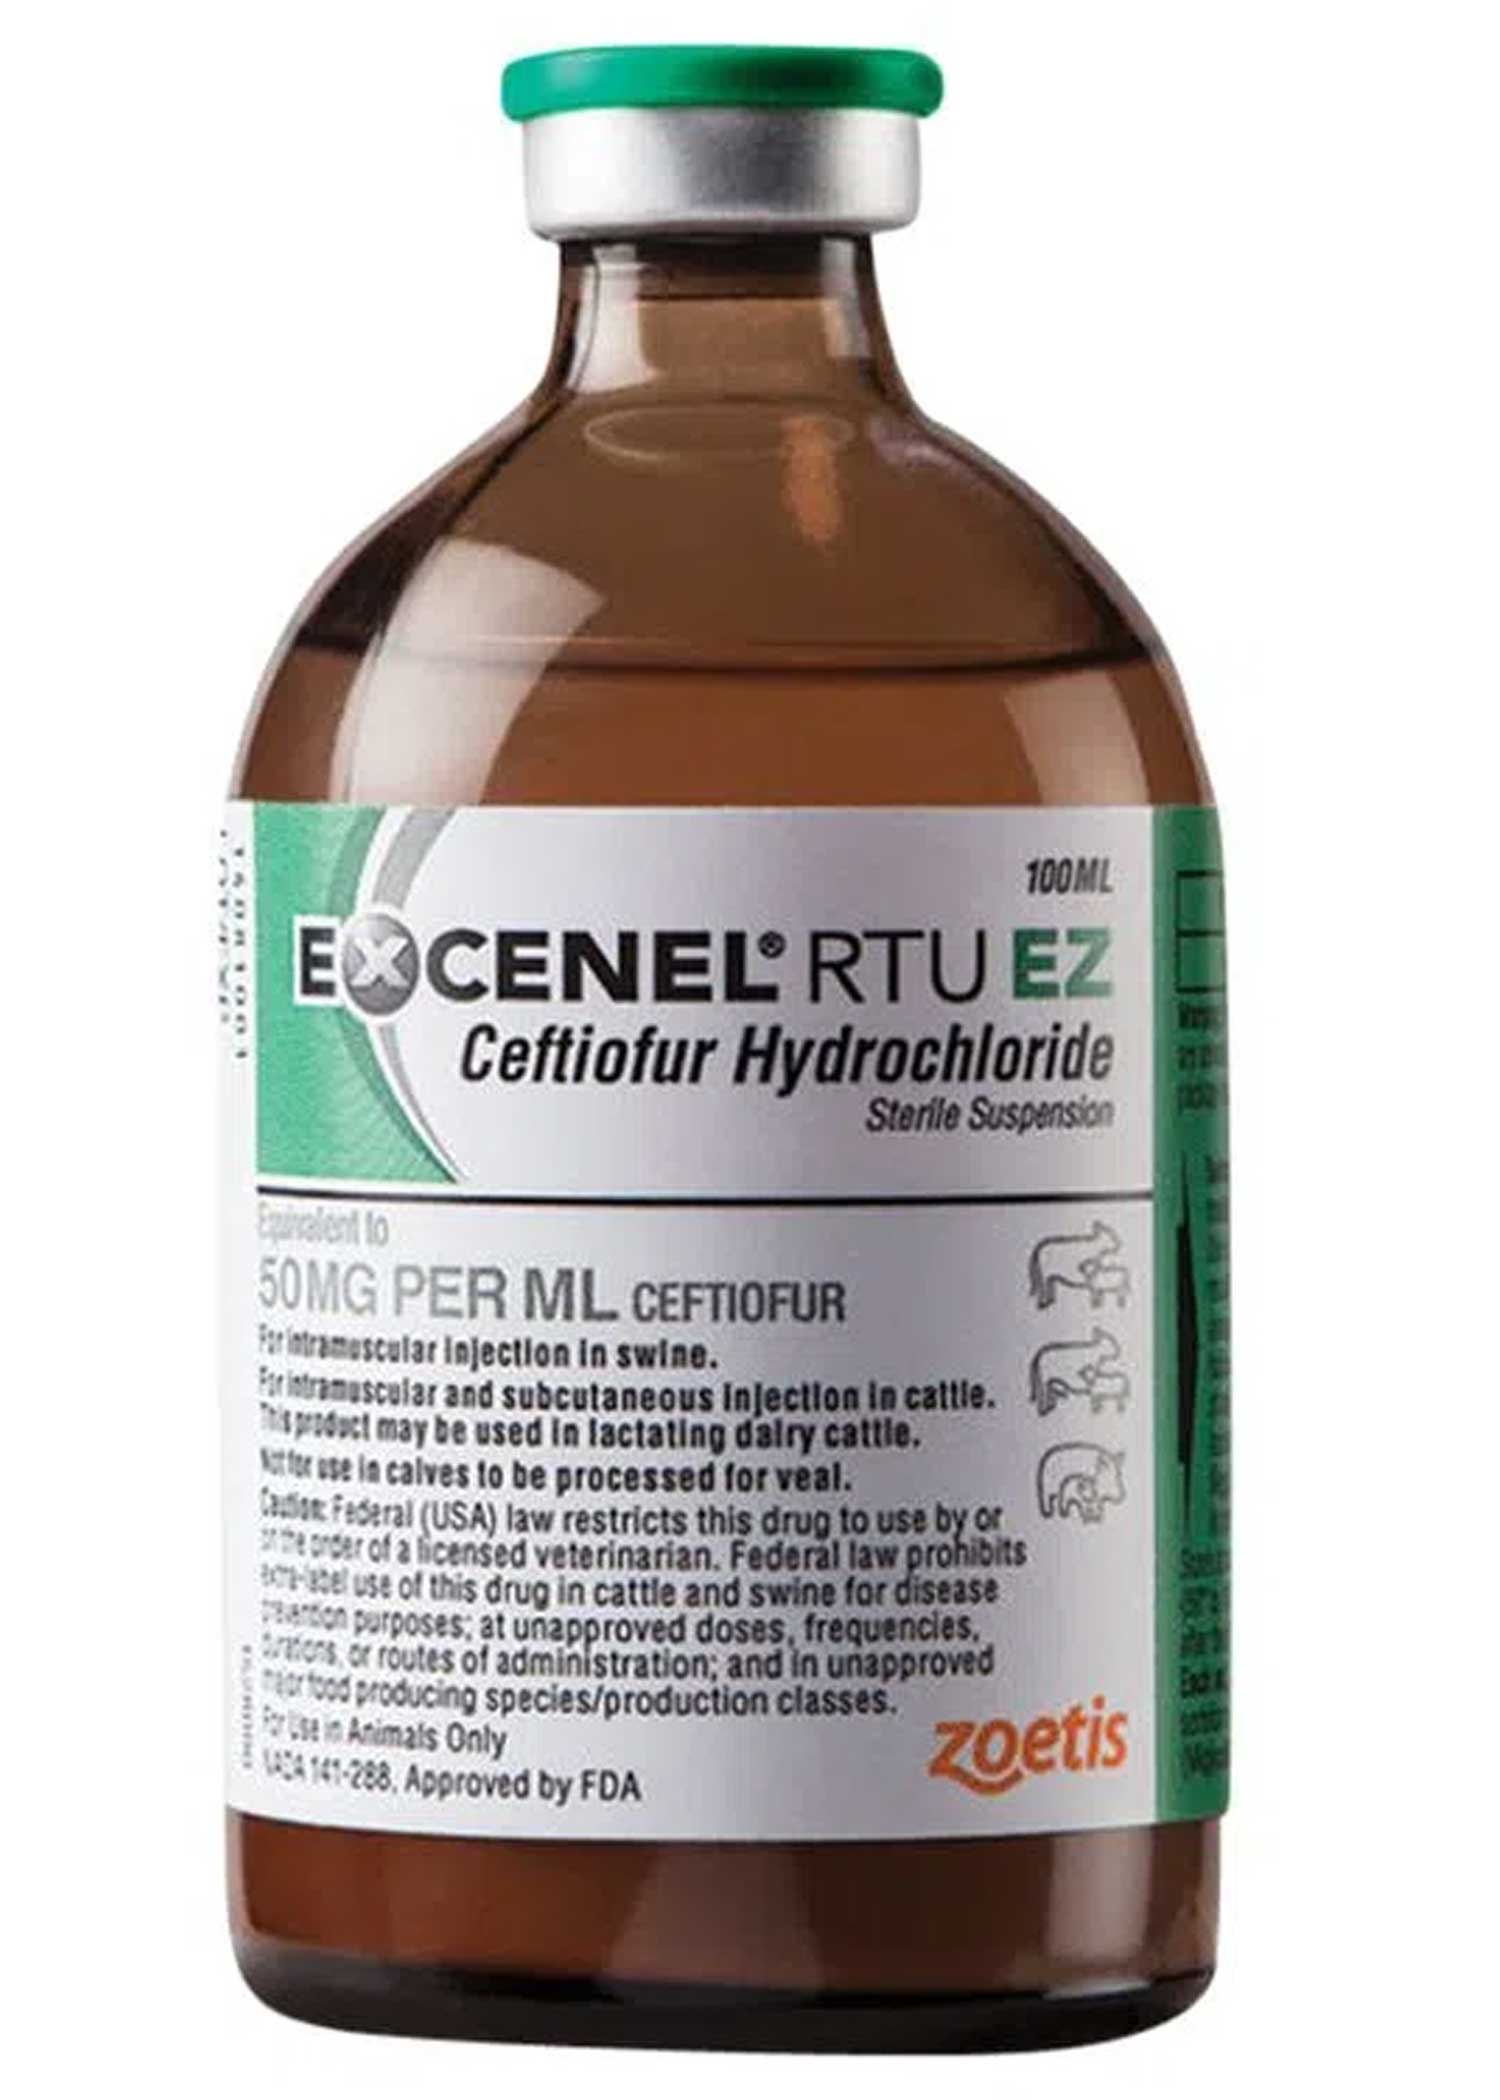 100ML
EXCENEL® RTU EZ
Ceftiofur Hydrochloride
Sterile Suspension
Equivalent to
50MG PER ML CEFTIOFUR
For intramuscular injection in swine.
For intramuscular and subcutaneous injection in cattle.
This product may be used in lactating dairy cattle.
Not for use in calves to be processed for veal.
Caution: Federal (USA) law restricts this drug to use by or
on the order of a licensed veterinarian. Federal law prohibits
extra-label use of this drug in cattle and swine for disease
prevention purposes; at unapproved doses, frequencies,
durations, or routes of administration; and in unapproved
major food producing species/production classes.
For Use in Animals Only
NADA 141-288, Approved by FDA
zoetis